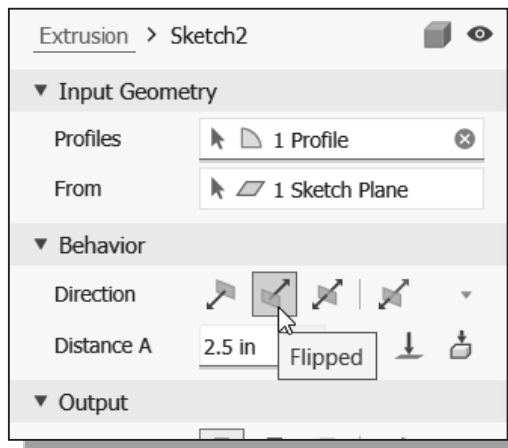 Extrusion > Sketch2
Input Geometry
Profiles 1 Profile
From 1 Sketch Plane
Behavior
Direction
Distance A 2.5 in
Flipped
Output